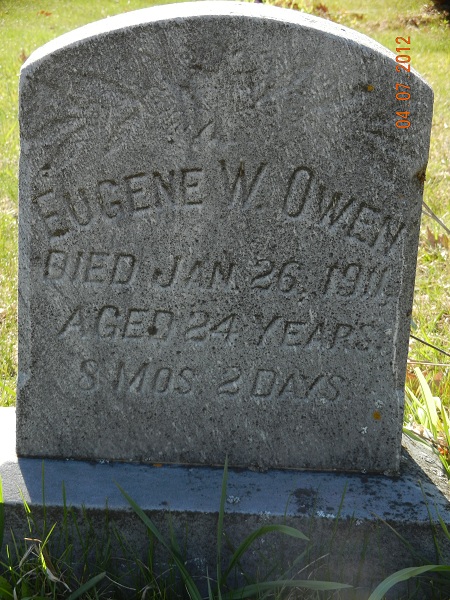 EUGENE W. OWEN
DIED JAN. 26, 1911,
AGED 24 YEARS
8 MOS. 2 DAYS
04 07 2012